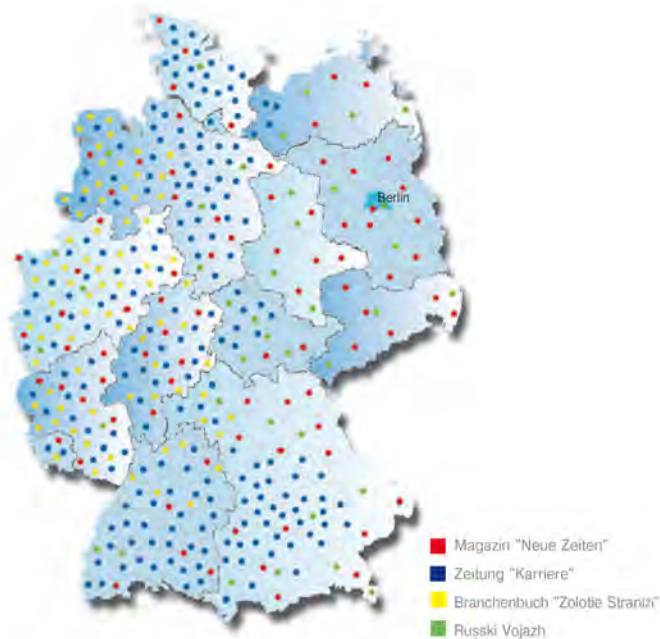 Berlin
Magazin "Neue Zeiten"
Zeitung "Karriere"
Branchenbuch "Zolotie Stranizi"
Russki Vojazh